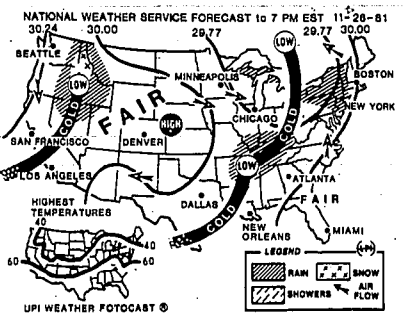 NATIONAL WEATHER SERVICE FORECAST to 7 PM EST 11-26-81
30.24
30.00
29.77
29.77
30.00
SEATTLE
LOW
BOSTON
MINNEAPOLIS
LOW
NEW YORK
FAIR
COLD
HIGH
CHICAGO
COLD
SAN FRANCISCO
DENVER
LOW
LOS ANGELES
ATLANTA
FAIR
HIGHEST
TEMPERATURES
DALLAS
COLD
NEW
ORLEANS
MIAMI
40
40
60
60
LEGEND
UPI
RAIN
SNOW
SHOWERS
AIR
FLOW
UPI WEATHER FOTOCAST ®